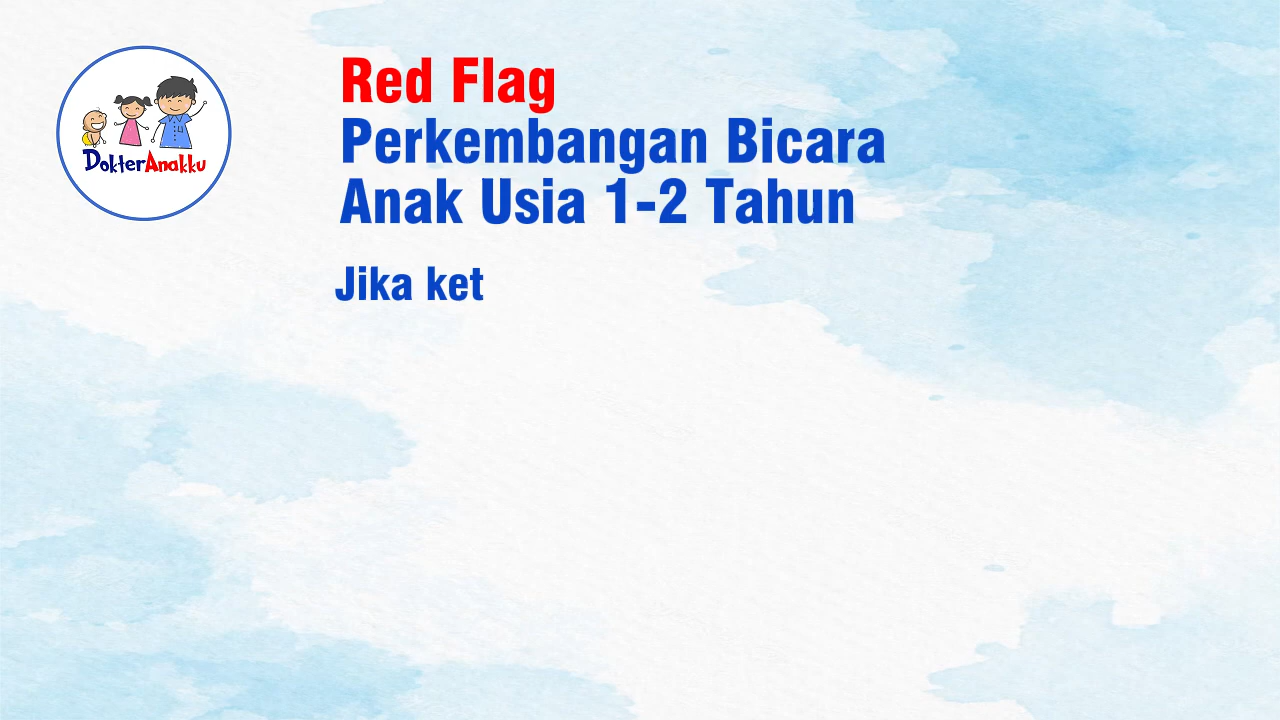 DokterAnakku
Red Flag
Perkembangan Bicara
Anak Usia 1-2 Tahun
Jika ket